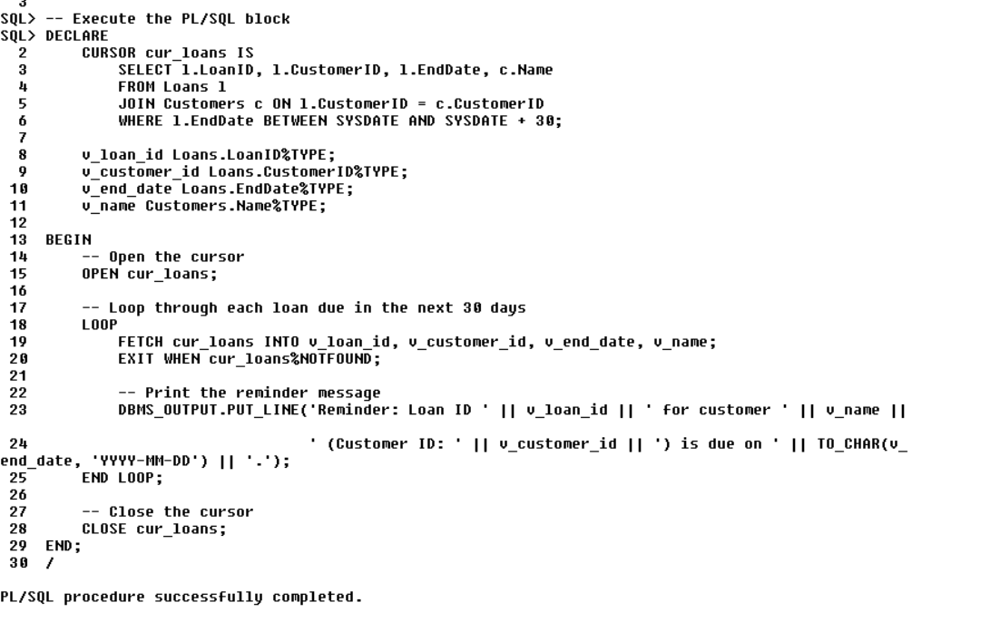 3
SQL> -- Execute the PL/SQL block
SQL> DECLARE
  2      CURSOR cur_loans IS
  3          SELECT l.LoanID, l.CustomerID, l.EndDate, c.Name
  4          FROM Loans l
  5          JOIN Customers c ON l.CustomerID = c.CustomerID
  6          WHERE l.EndDate BETWEEN SYSDATE AND SYSDATE + 30;
  7
  8      v_loan_id Loans.LoanID%TYPE;
  9      v_customer_id Loans.CustomerID%TYPE;
 10      v_end_date Loans.EndDate%TYPE;
 11      v_name Customers.Name%TYPE;
 12
 13  BEGIN
 14      -- Open the cursor
 15      OPEN cur_loans;
 16
 17      -- Loop through each loan due in the next 30 days
 18      LOOP
 19          FETCH cur_loans INTO v_loan_id, v_customer_id, v_end_date, v_name;
 20          EXIT WHEN cur_loans%NOTFOUND;
 21
 22          -- Print the reminder message
 23          DBMS_OUTPUT.PUT_LINE('Reminder: Loan ID ' || v_loan_id || ' for customer ' || v_name ||
 24                               ' (Customer ID: ' || v_customer_id || ') is due on ' || TO_CHAR(v_
end_date, 'YYYY-MM-DD') || '.');
 25      END LOOP;
 26
 27      -- Close the cursor
 28      CLOSE cur_loans;
 29  END;
 30  /
PL/SQL procedure successfully completed.